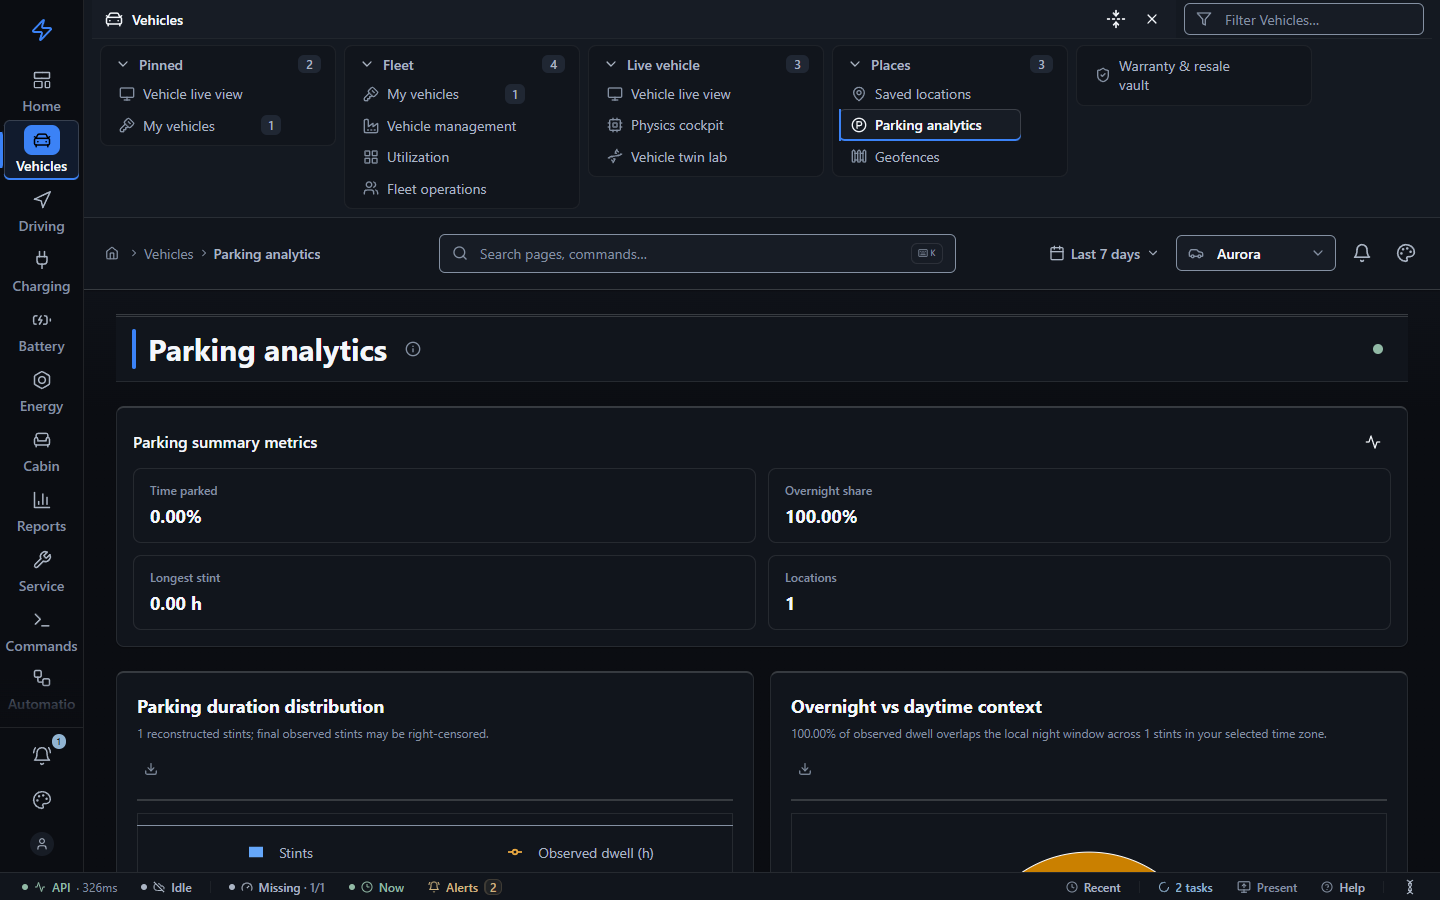 Vehicles
Filter Vehicles...
Pinned 2
Vehicle live view
My vehicles 1
Fleet 4
My vehicles 1
Vehicle management
Utilization
Fleet operations
Live vehicle 3
Vehicle live view
Physics cockpit
Vehicle twin lab
Places 3
Saved locations
Parking analytics
Geofences
Warranty & resale
vault
Home
Vehicles
Driving
Charging
Battery
Energy
Cabin
Reports
Service
Commands
Automatio
1
Vehicles Parking analytics
Search pages, commands...
K
Last 7 days
Aurora
Parking analytics
Parking summary metrics
Time parked
0.00%
Overnight share
100.00%
Longest stint
0.00 h
Locations
1
Parking duration distribution
1 reconstructed stints; final observed stints may be right-censored.
Stints
Observed dwell (h)
Overnight vs daytime context
100.00% of observed dwell overlaps the local night window across 1 stints in your selected time zone.
API · 326ms
Idle
Missing · 1/1
Now
Alerts 2
Recent
2 tasks
Present
Help